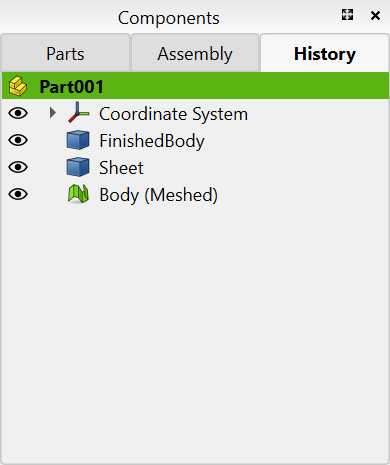 Components
Parts Assembly History
Part001
Coordinate System
FinishedBody
Sheet
Body (Meshed)